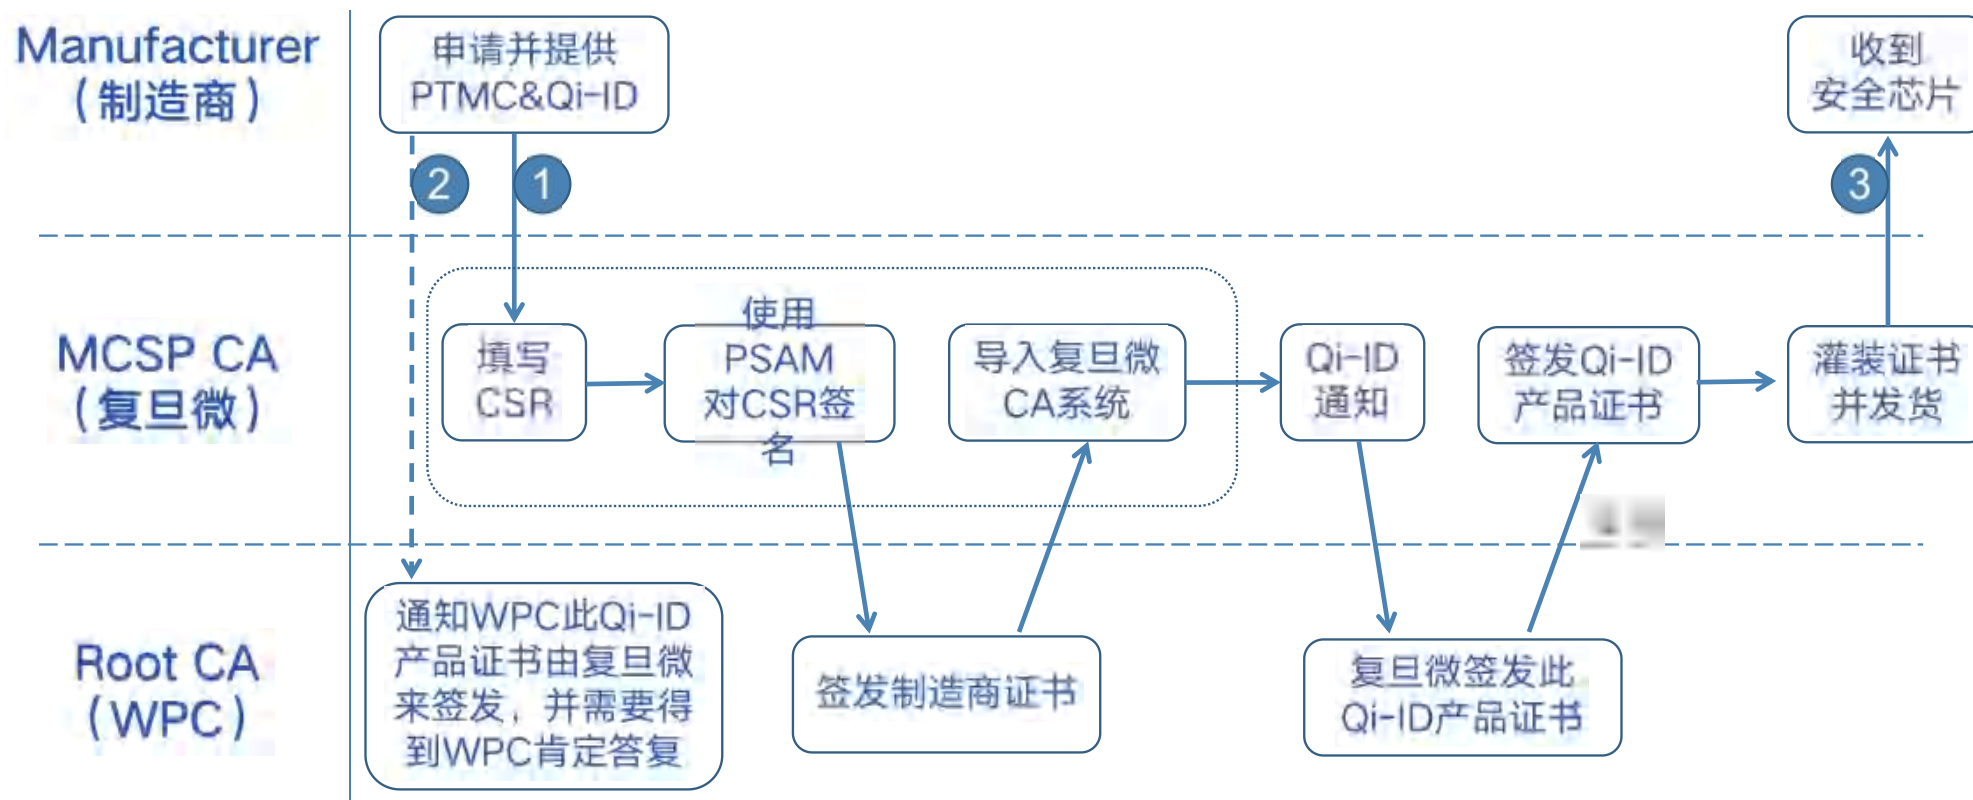 Manufacturer
（制造商）
申请并提供
PTMC&Qi-ID
收到
安全芯片
2
1
3
MCSP CA
（复旦微）
填写
CSR
使用
PSAM
对CSR签
名
导入复旦微
CA系统
Qi-ID
通知
签发Qi-ID
产品证书
灌装证书
并发货
Root CA
（WPC）
通知WPC此Qi-ID
产品证书由复旦微
来签发，并需要得
到WPC肯定答复
签发制造商证书
复旦微签发此
Qi-ID产品证书